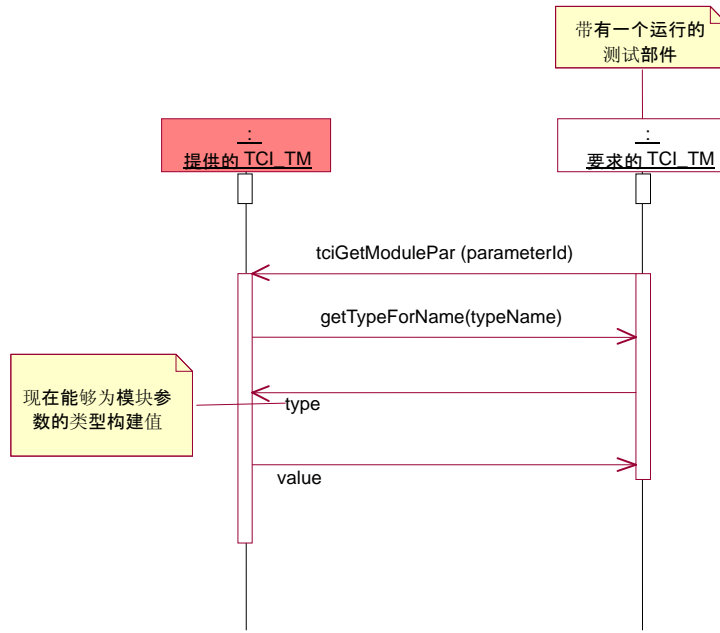 带有一个运行的
测试部件
:
提供的 TCI_TM
:
要求的 TCI_TM
tciGetModulePar (parameterId)
getTypeForName(typeName)
现在能够为模块参
数的类型构建值
type
value